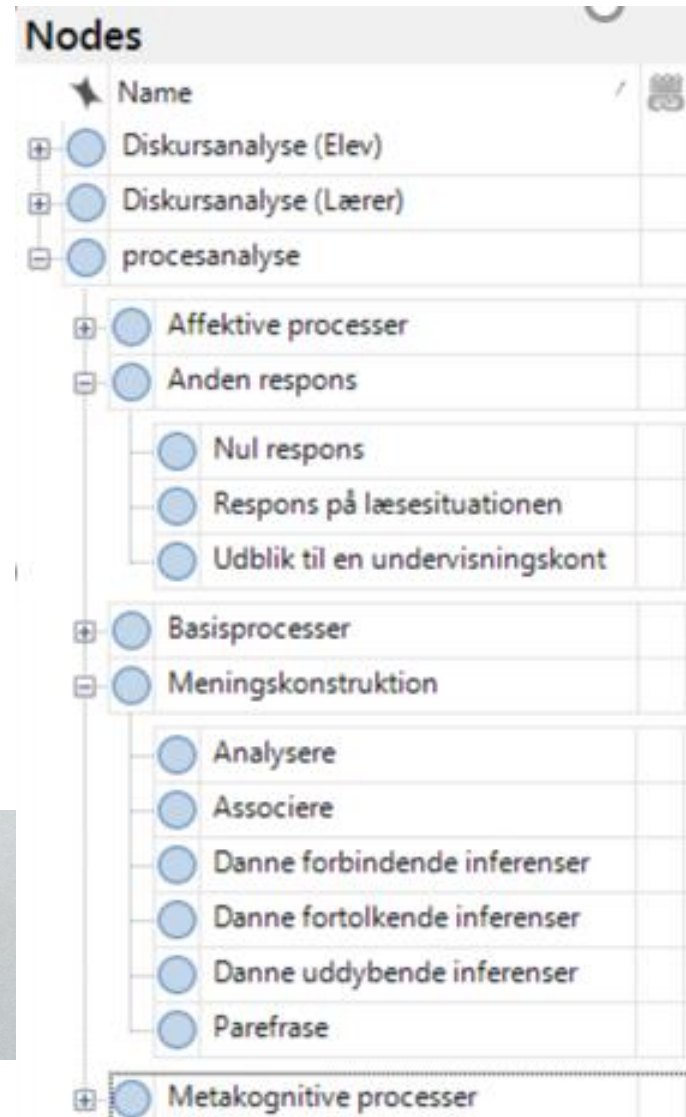 Nodes
Name
Diskursanalyse (Elev)
Diskursanalyse (Lærer)
procesanalyse
Affektive processer
Anden respons
Nul respons
Respons på læsesituationen
Udblik til en undervisningskont
Basisprocesser
Meningskonstruktion
Analysere
Associere
Danne forbindende inferenser
Danne fortolkende inferenser
Danne uddybende inferenser
Parefrase
Metakognitive processer